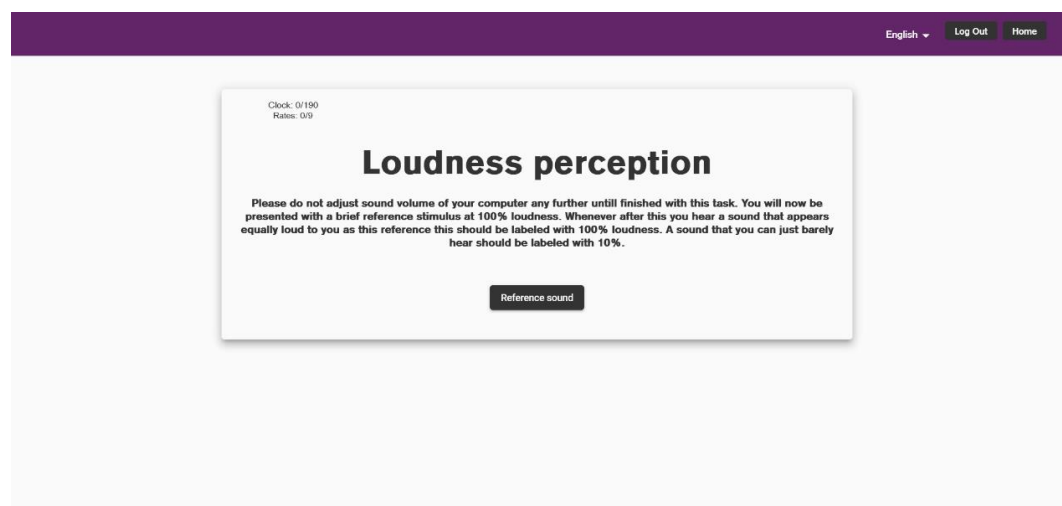 English
Log Out
Home
Clock: 0/190
Rates: 0/9
Loudness perception
Please do not adjust sound volume of your computer any further untill finished with this task. You will now be
presented with a brief reference stimulus at 100% loudness. Whenever after this you hear a sound that appears
equally loud to you as this reference this should be labeled with 100% loudness. A sound that you can just barely
hear should be labeled with 10%.
Reference sound